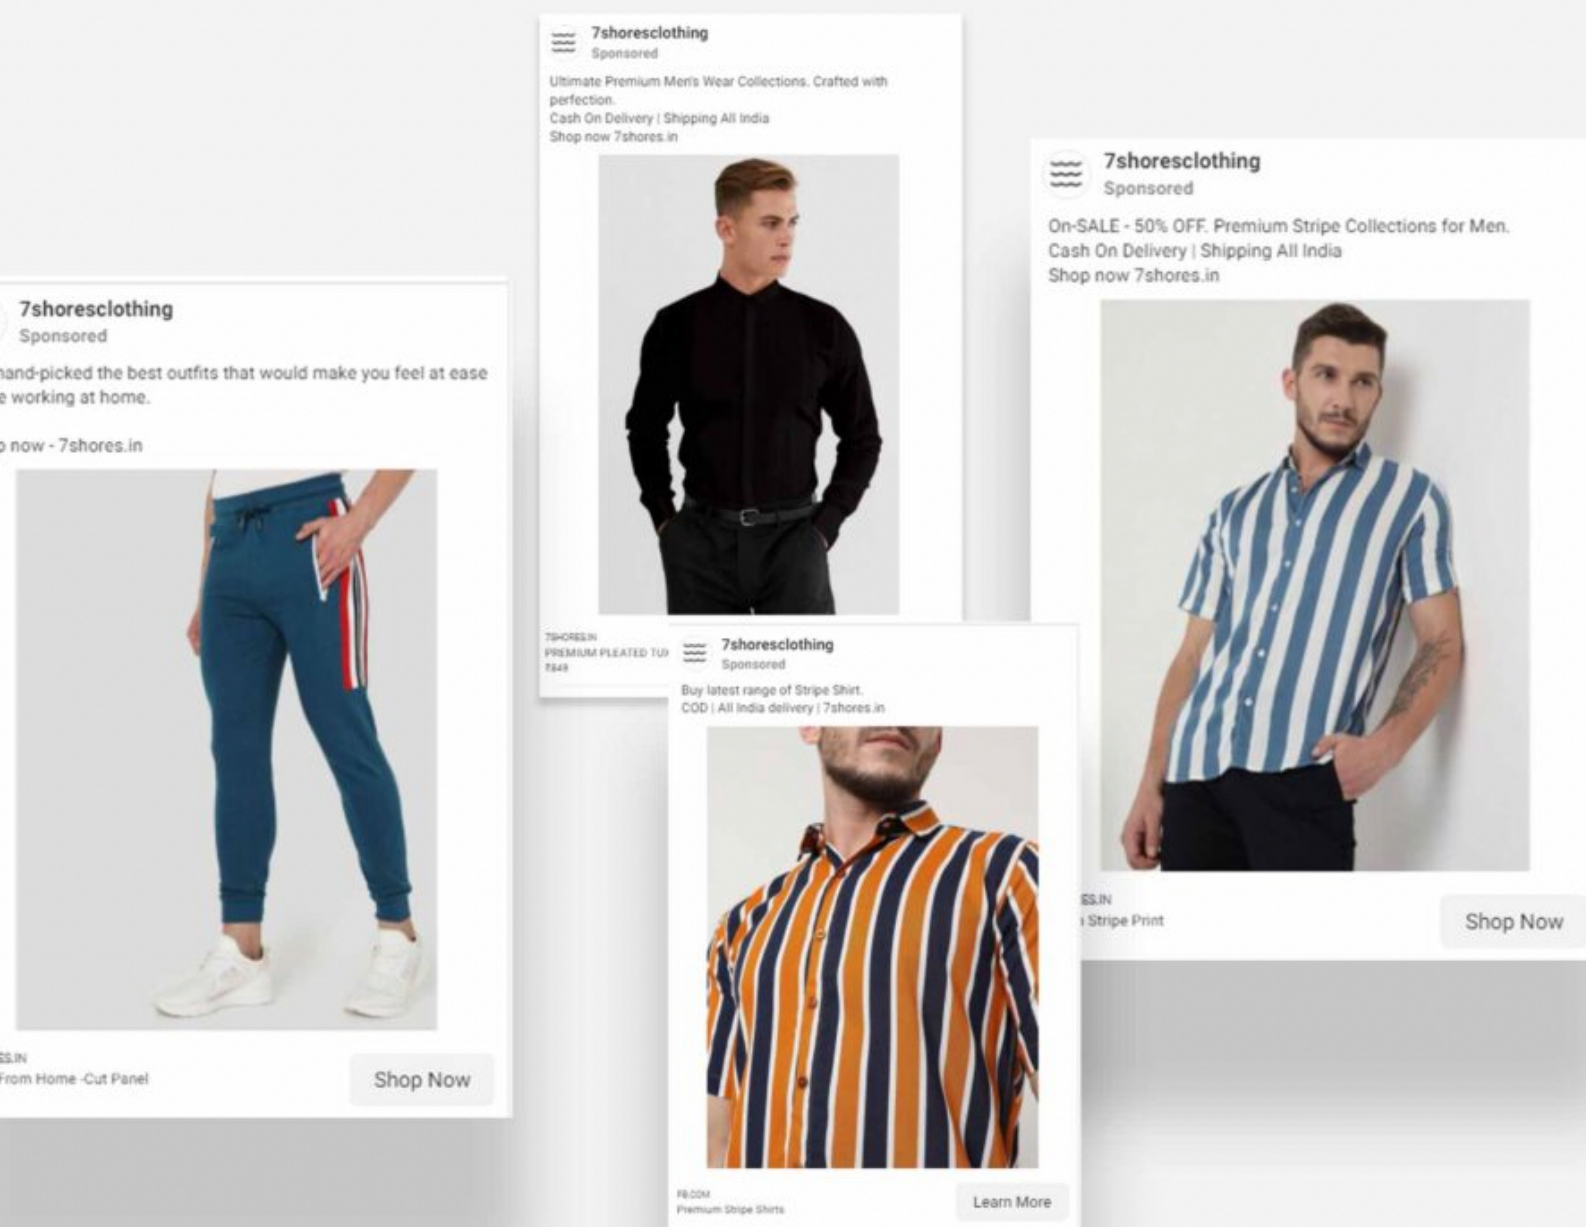 7shoresclothing
Sponsored
Ultimate Premium Men's Wear Collections. Crafted with
perfection.
Cash On Delivery | Shipping All India
Shop now 7shores.in
7SHORES.IN
PREMIUM PLEATED TUX
₹849
7shoresclothing
Sponsored
On-SALE - 50% OFF. Premium Stripe Collections for Men.
Cash On Delivery | Shipping All India
Shop now 7shores.in
ES.IN
Stripe Print
Shop Now
7shoresclothing
Sponsored
hand-picked the best outfits that would make you feel at ease
e working at home.
p now - 7shores.in
ES.IN
From Home -Cut Panel
Shop Now
7shoresclothing
Sponsored
Buy latest range of Stripe Shirt.
COD | All India delivery | 7shores.in
FB.COM
Premium Stripe Shirts
Learn More